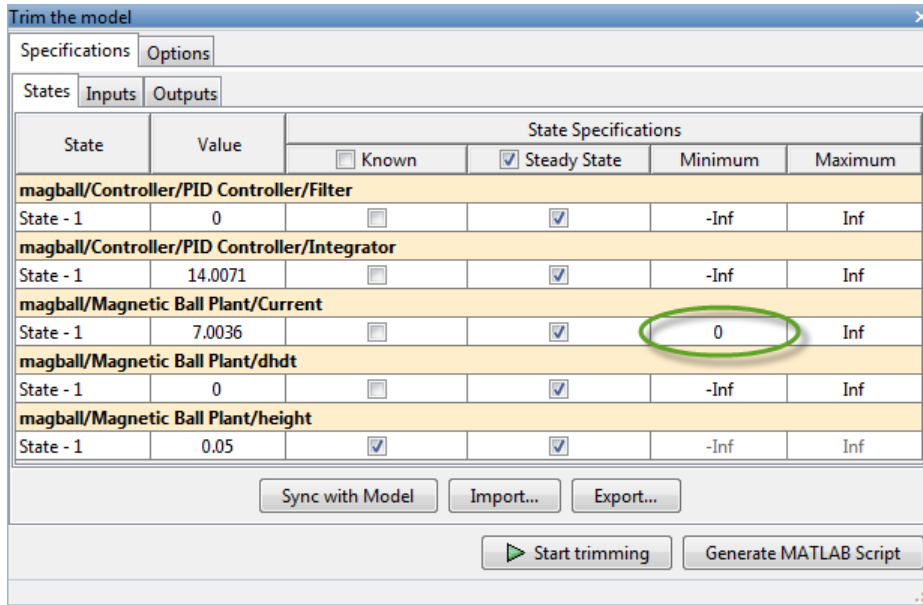 Trim the model
Specifications Options
States Inputs Outputs
State Value State Specifications
Known Steady State Minimum Maximum
magball/Controller/PID Controller/Filter
State - 1 0 -Inf Inf
magball/Controller/PID Controller/Integrator
State - 1 14.0071 -Inf Inf
magball/Magnetic Ball Plant/Current
State - 1 7.0036 0 Inf
magball/Magnetic Ball Plant/dhdt
State - 1 0 -Inf Inf
magball/Magnetic Ball Plant/height
State - 1 0.05 -Inf Inf
Sync with Model Import... Export...
Start trimming Generate MATLAB Script